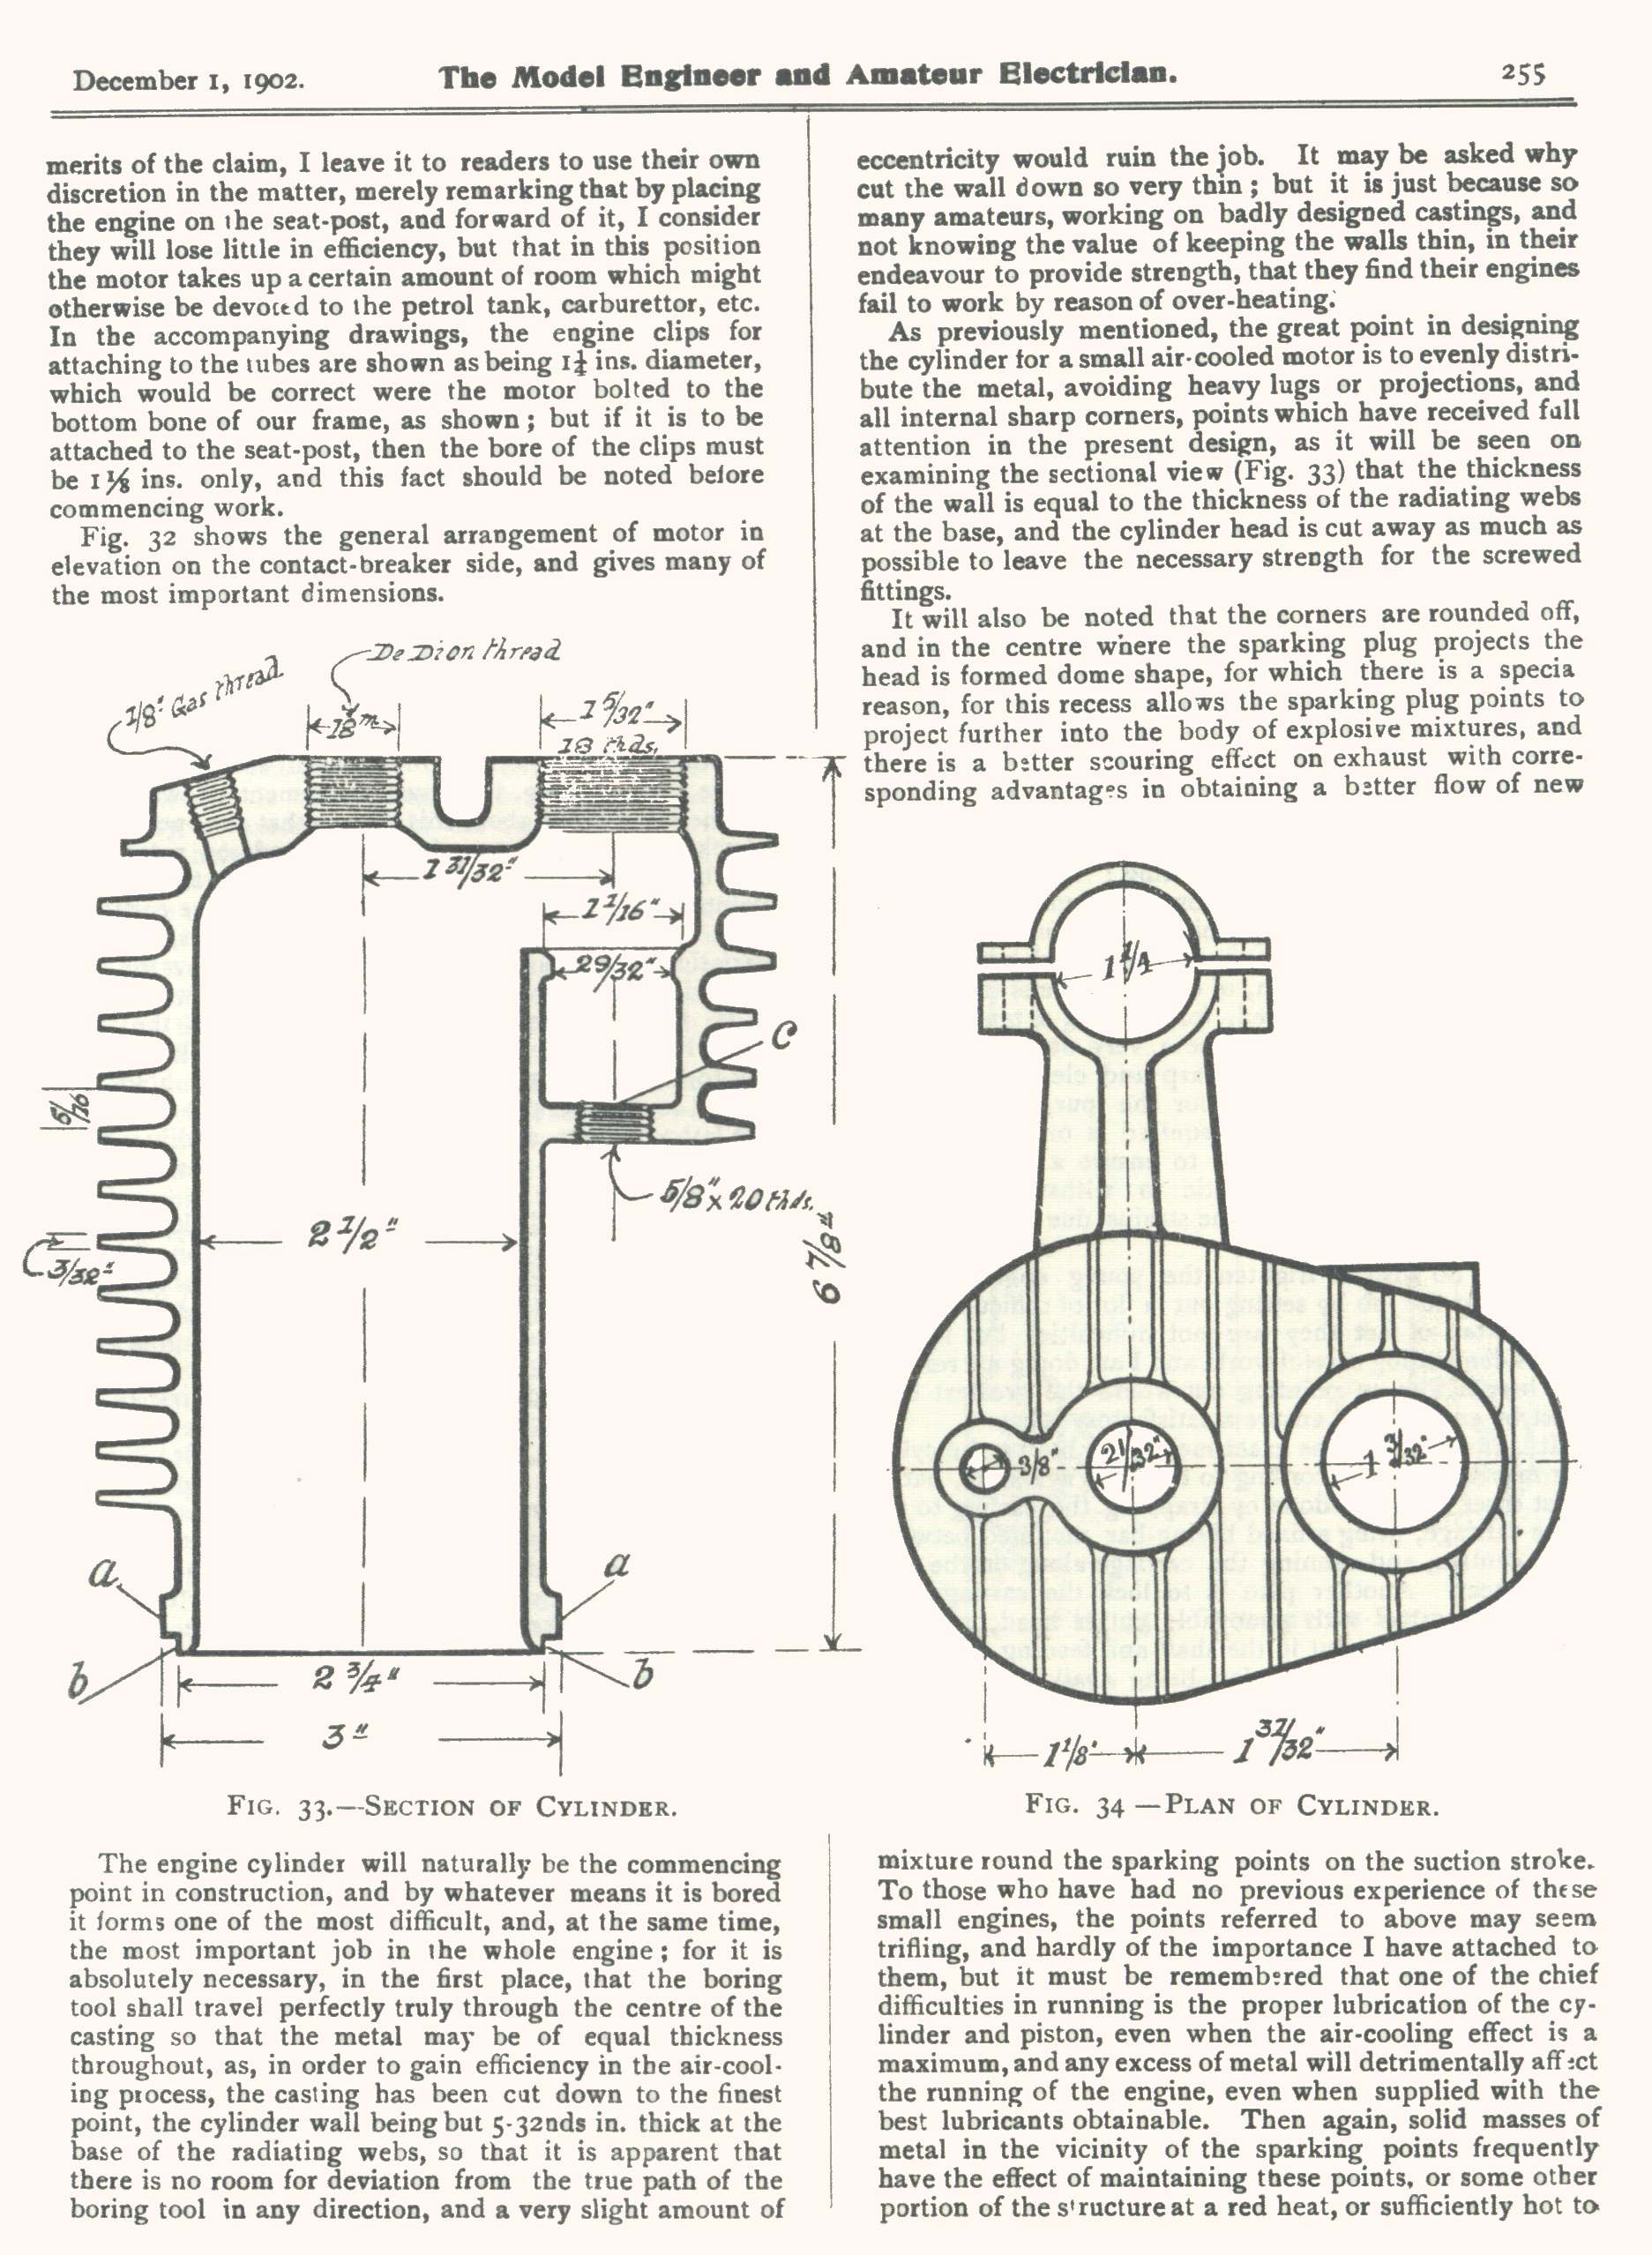 December 1, 1902.
The Model Engineer and Amateur Electrician.
255
merits of the claim, I leave it to readers to use their own
discretion in the matter, merely remarking that by placing
the engine on the seat-post, and forward of it, I consider
they will lose little in efficiency, but that in this position
the motor takes up a certain amount of room which might
otherwise be devoted to the petrol tank, carburettor, etc.
In the accompanying drawings, the engine clips for
attaching to the tubes are shown as being 1¼ ins. diameter,
which would be correct were the motor bolted to the
bottom bone of our frame, as shown; but if it is to be
attached to the seat-post, then the bore of the clips must
be 1⅛ ins. only, and this fact should be noted before
commencing work.
Fig. 32 shows the general arrangement of motor in
elevation on the contact-breaker side, and gives many of
the most important dimensions.
De Dion thread
1/8" Gas thread
18 m
1 5/32"
18 thds.
1 31/32"
1 1/16"
29/32"
C
5/16
5/8" x 20 thds.
2 1/2"
3/32"
6 7/8"
a
a
b
b
2 3/4"
3"
Fig. 33.—Section of Cylinder.
The engine cylinder will naturally be the commencing
point in construction, and by whatever means it is bored
it forms one of the most difficult, and, at the same time,
the most important job in the whole engine; for it is
absolutely necessary, in the first place, that the boring
tool shall travel perfectly truly through the centre of the
casting so that the metal may be of equal thickness
throughout, as, in order to gain efficiency in the air-cool-
ing process, the casting has been cut down to the finest
point, the cylinder wall being but 5-32nds in. thick at the
base of the radiating webs, so that it is apparent that
there is no room for deviation from the true path of the
boring tool in any direction, and a very slight amount of
eccentricity would ruin the job. It may be asked why
cut the wall down so very thin; but it is just because so
many amateurs, working on badly designed castings, and
not knowing the value of keeping the walls thin, in their
endeavour to provide strength, that they find their engines
fail to work by reason of over-heating.
As previously mentioned, the great point in designing
the cylinder for a small air-cooled motor is to evenly distri-
bute the metal, avoiding heavy lugs or projections, and
all internal sharp corners, points which have received full
attention in the present design, as it will be seen on
examining the sectional view (Fig. 33) that the thickness
of the wall is equal to the thickness of the radiating webs
at the base, and the cylinder head is cut away as much as
possible to leave the necessary strength for the screwed
fittings.
It will also be noted that the corners are rounded off,
and in the centre where the sparking plug projects the
head is formed dome shape, for which there is a specia
reason, for this recess allows the sparking plug points to
project further into the body of explosive mixtures, and
there is a better scouring effect on exhaust with corre-
sponding advantages in obtaining a better flow of new
1 1/4
3/8"
21/32"
1 3/32"
1 1/8"
1 31/32"
Fig. 34—Plan of Cylinder.
mixture round the sparking points on the suction stroke.
To those who have had no previous experience of these
small engines, the points referred to above may seem
trifling, and hardly of the importance I have attached to
them, but it must be remembered that one of the chief
difficulties in running is the proper lubrication of the cy-
linder and piston, even when the air-cooling effect is a
maximum, and any excess of metal will detrimentally affect
the running of the engine, even when supplied with the
best lubricants obtainable. Then again, solid masses of
metal in the vicinity of the sparking points frequently
have the effect of maintaining these points, or some other
portion of the structure at a red heat, or sufficiently hot to